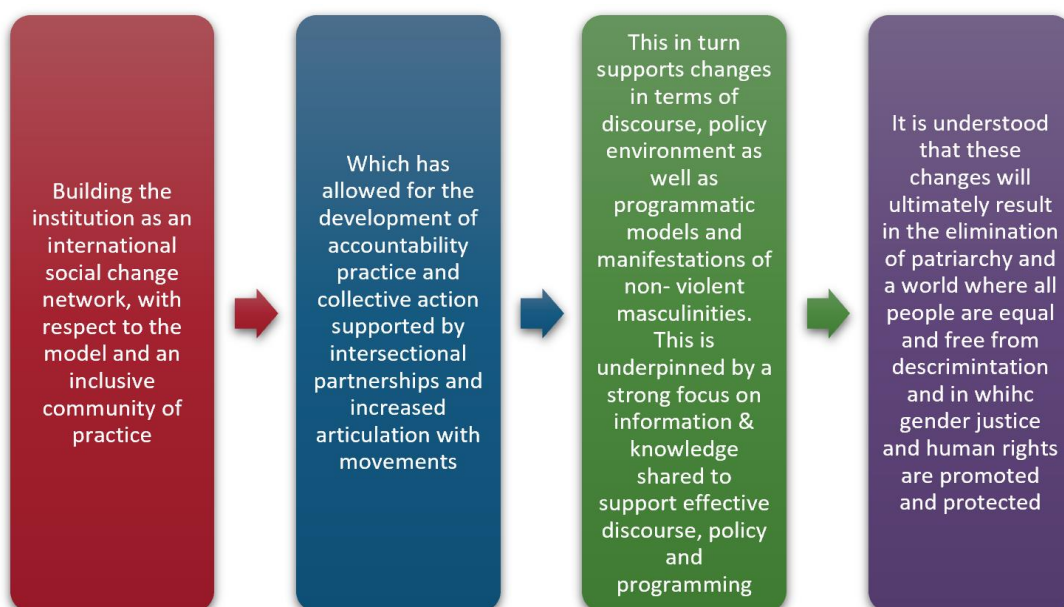 Building the
institution as an
international
social change
network, with
respect to the
model and an
inclusive
community of
practice
Which has
allowed for the
development of
accountability
practice and
collective action
supported by
intersectional
partnerships and
increased
articulation with
movements
This in turn
supports changes
in terms of
discourse, policy
environment as
well as
programmatic
models and
manifestations of
non- violent
masculinities.
This is
underpinned by a
strong focus on
information &
knowledge
shared to
support effective
discourse, policy
and
programming
It is understood
that these
changes will
ultimately result
in the elimination
of patriarchy and
a world where all
people are equal
and free from
descrimintation
and in whihc
gender justice
and human rights
are promoted
and protected